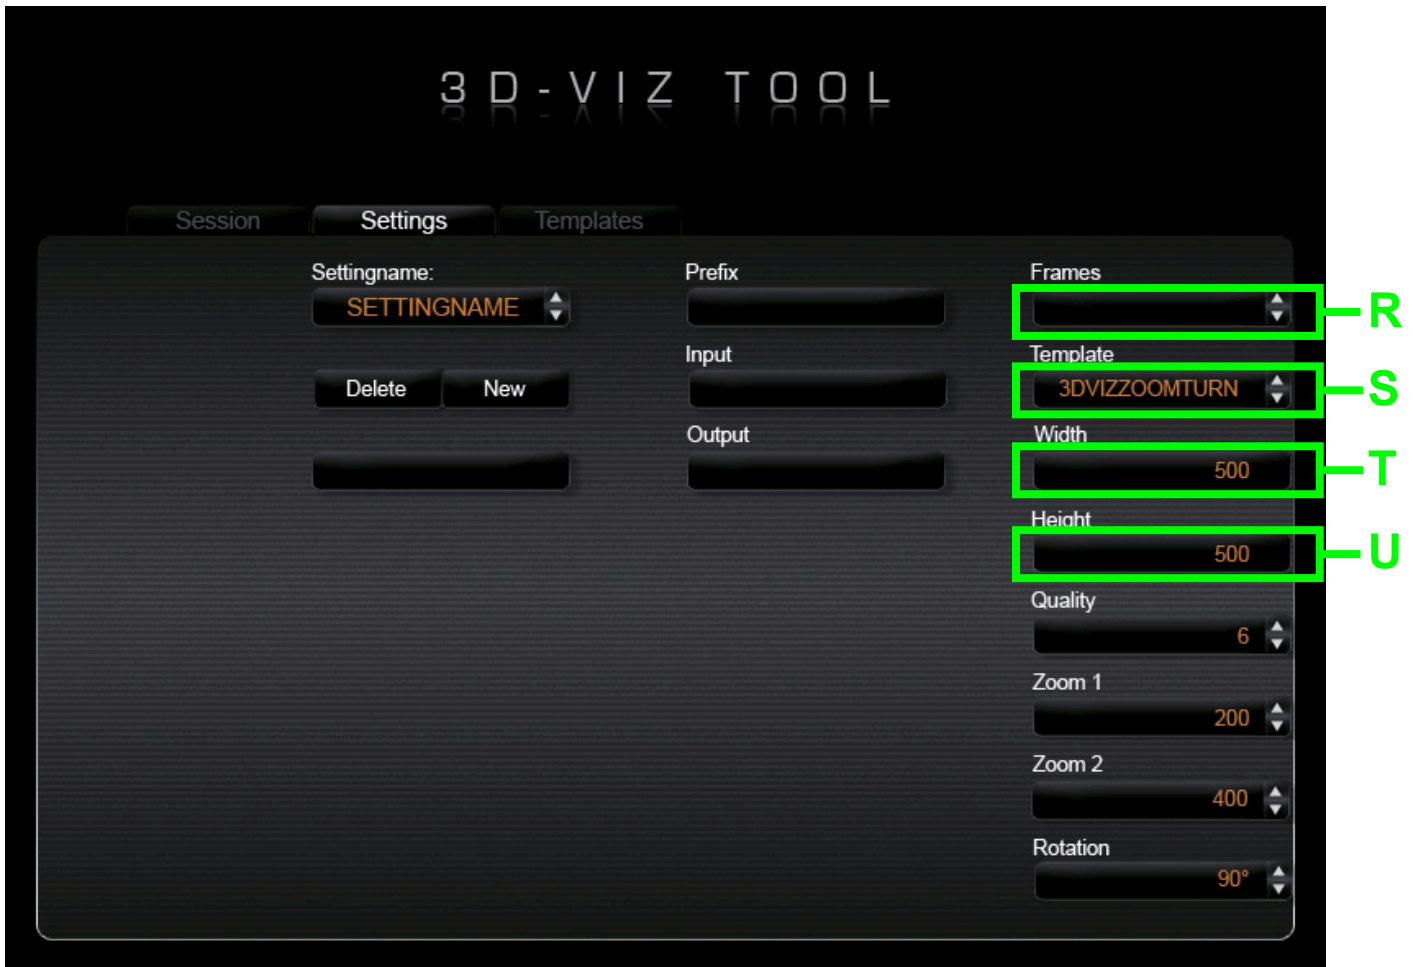 3D-VIZ TOOL
Session Settings Templates
Settingname: Prefix Frames
SETTINGNAME R
Input Template
Delete New 3DVIZZOOMTURN S
Output Width
500 T
Height
500 U
Quality
6
Zoom 1
200
Zoom 2
400
Rotation
90°